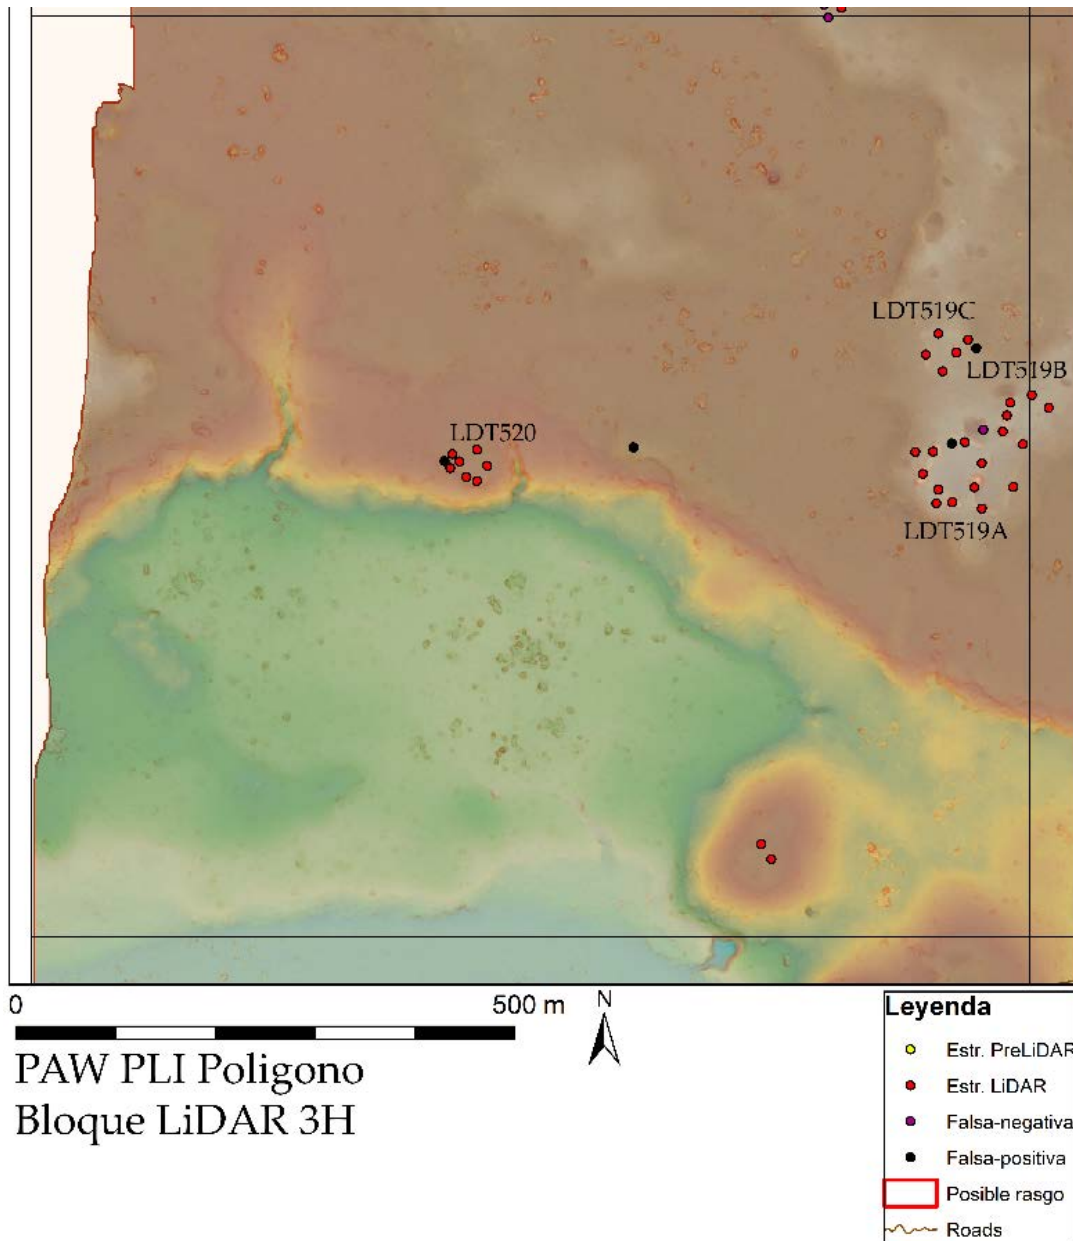 LDT519C
LDT519B
LDT520
LDT519A
0 500 m N
PAW PLI Poligono
Bloque LiDAR 3H
Leyenda
Estr. PreLiDAR
Estr. LiDAR
Falsa-negativa
Falsa-positiva
Posible rasgo
Roads